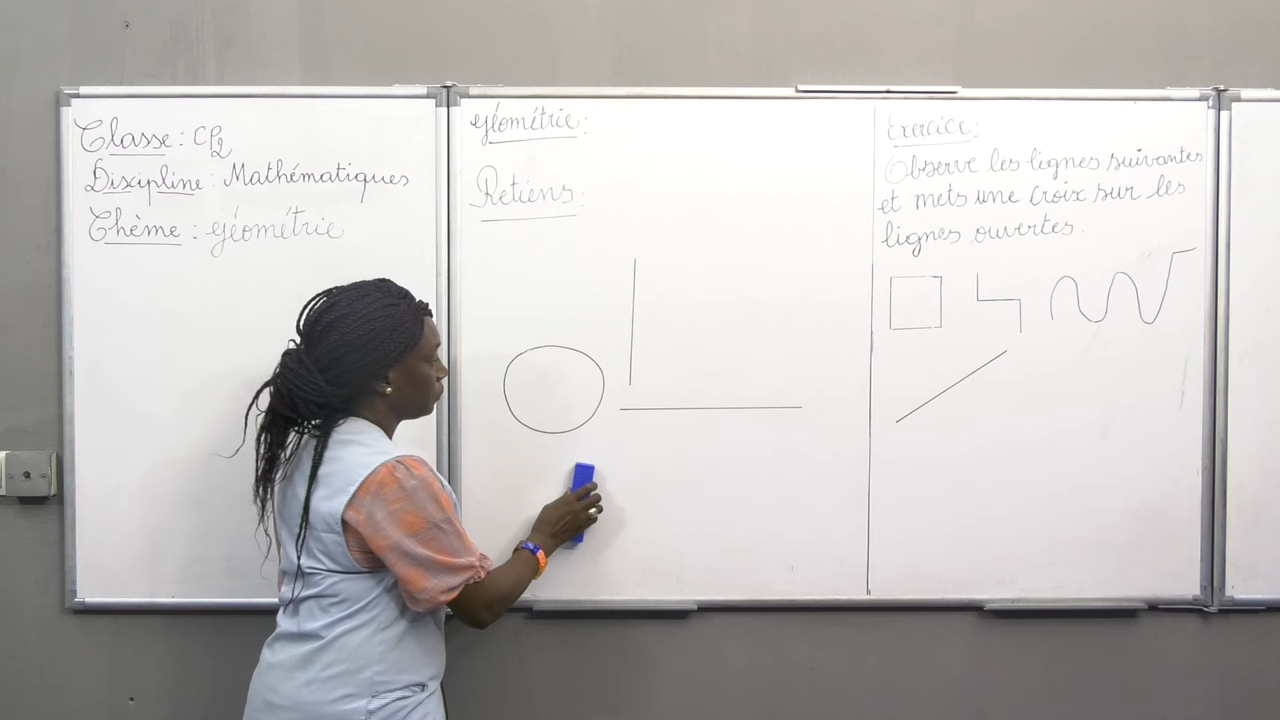 Classe : CP2
Discipline : Mathématiques
Thème : géométrie
géométrie :
Retiens :
Exercice :
Observe les lignes suivantes
et mets une croix sur les
lignes ouvertes.